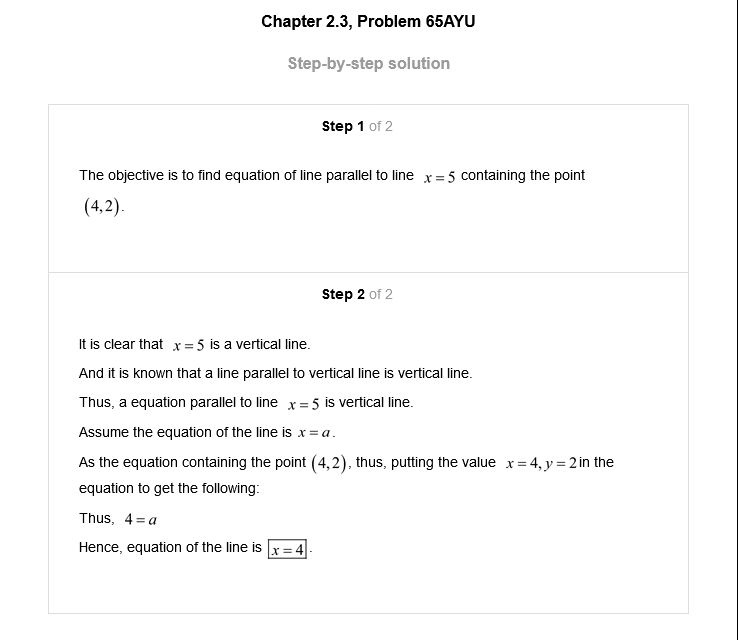 Chapter 2.3, Problem 65AYU
Step-by-step solution
Step 1 of 2
The objective is to find equation of line parallel to line x = 5 containing the point
(4,2).
Step 2 of 2
It is clear that x = 5 is a vertical line.
And it is known that a line parallel to vertical line is vertical line.
Thus, a equation parallel to line x = 5 is vertical line.
Assume the equation of the line is x = a.
As the equation containing the point (4,2), thus, putting the value x = 4, y = 2 in the
equation to get the following:
Thus, 4 = a
Hence, equation of the line is x = 4.